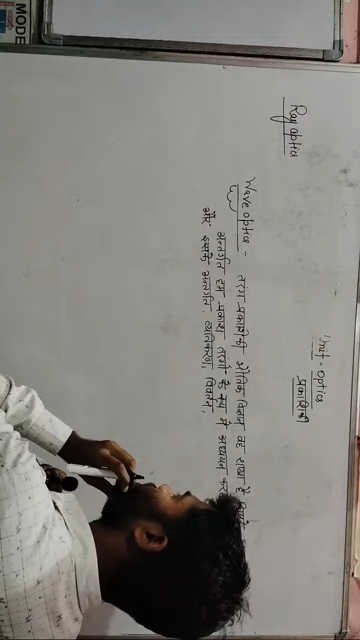 MODE
Unit - optics
प्रकाशिकी
Ray optics
Wave optics - तरंग प्रकाशिकी भौतिक विज्ञान वह शाखा है
अन्तर्गत हम प्रकाश तरंगो के रूप में अध्ययन
और इसके अन्तर्गत व्यतिकरण, विवर्तन,